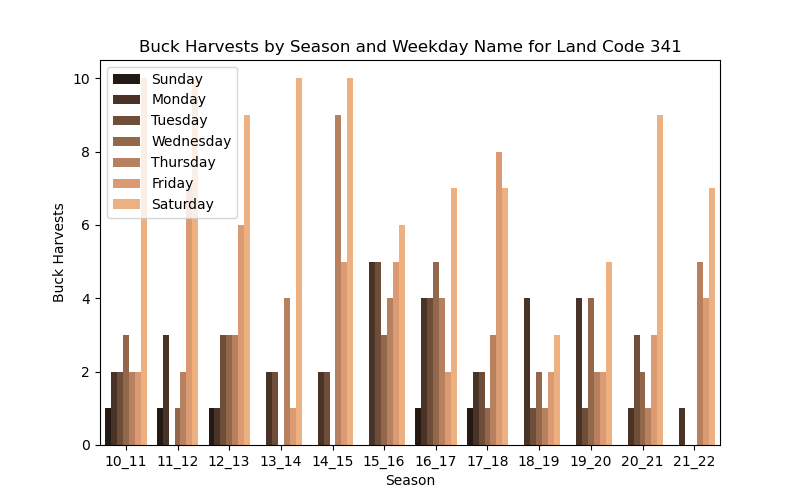 Buck Harvests by Season and Weekday Name for Land Code 341
10
8
6
4
2
0
Buck Harvests
Sunday
Monday
Tuesday
Wednesday
Thursday
Friday
Saturday
10_11 11_12 12_13 13_14 14_15 15_16 16_17 17_18 18_19 19_20 20_21 21_22
Season